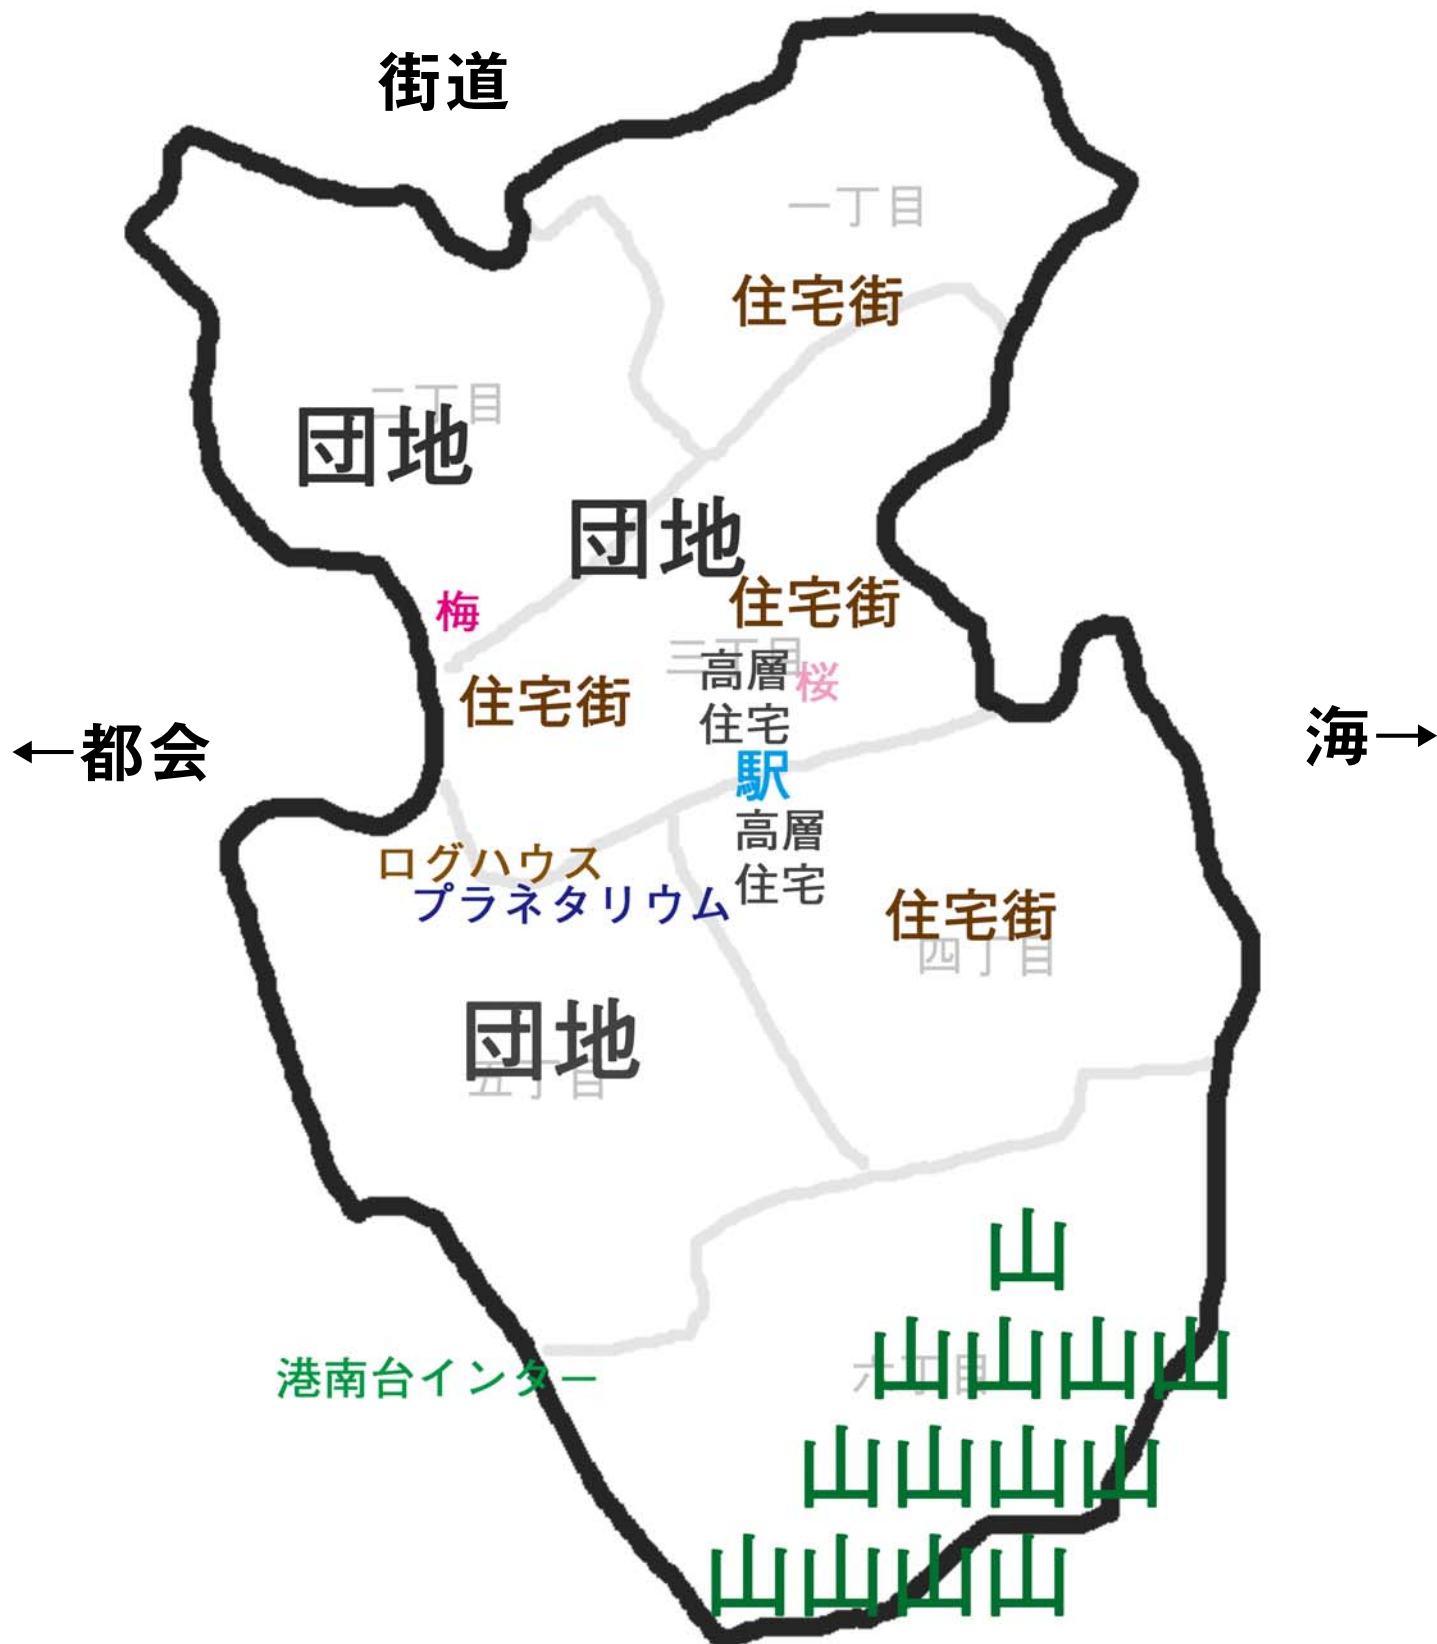 街道
一丁目
住宅街
二丁目
団地
団地
住宅街
梅
三丁目
高層
住宅
桜
住宅街
駅
←都会
海→
高層
住宅
ログハウス
プラネタリウム
住宅街
四丁目
団地
五丁目
山
港南台インター
六丁目
山山山山
山山山山
山山山山